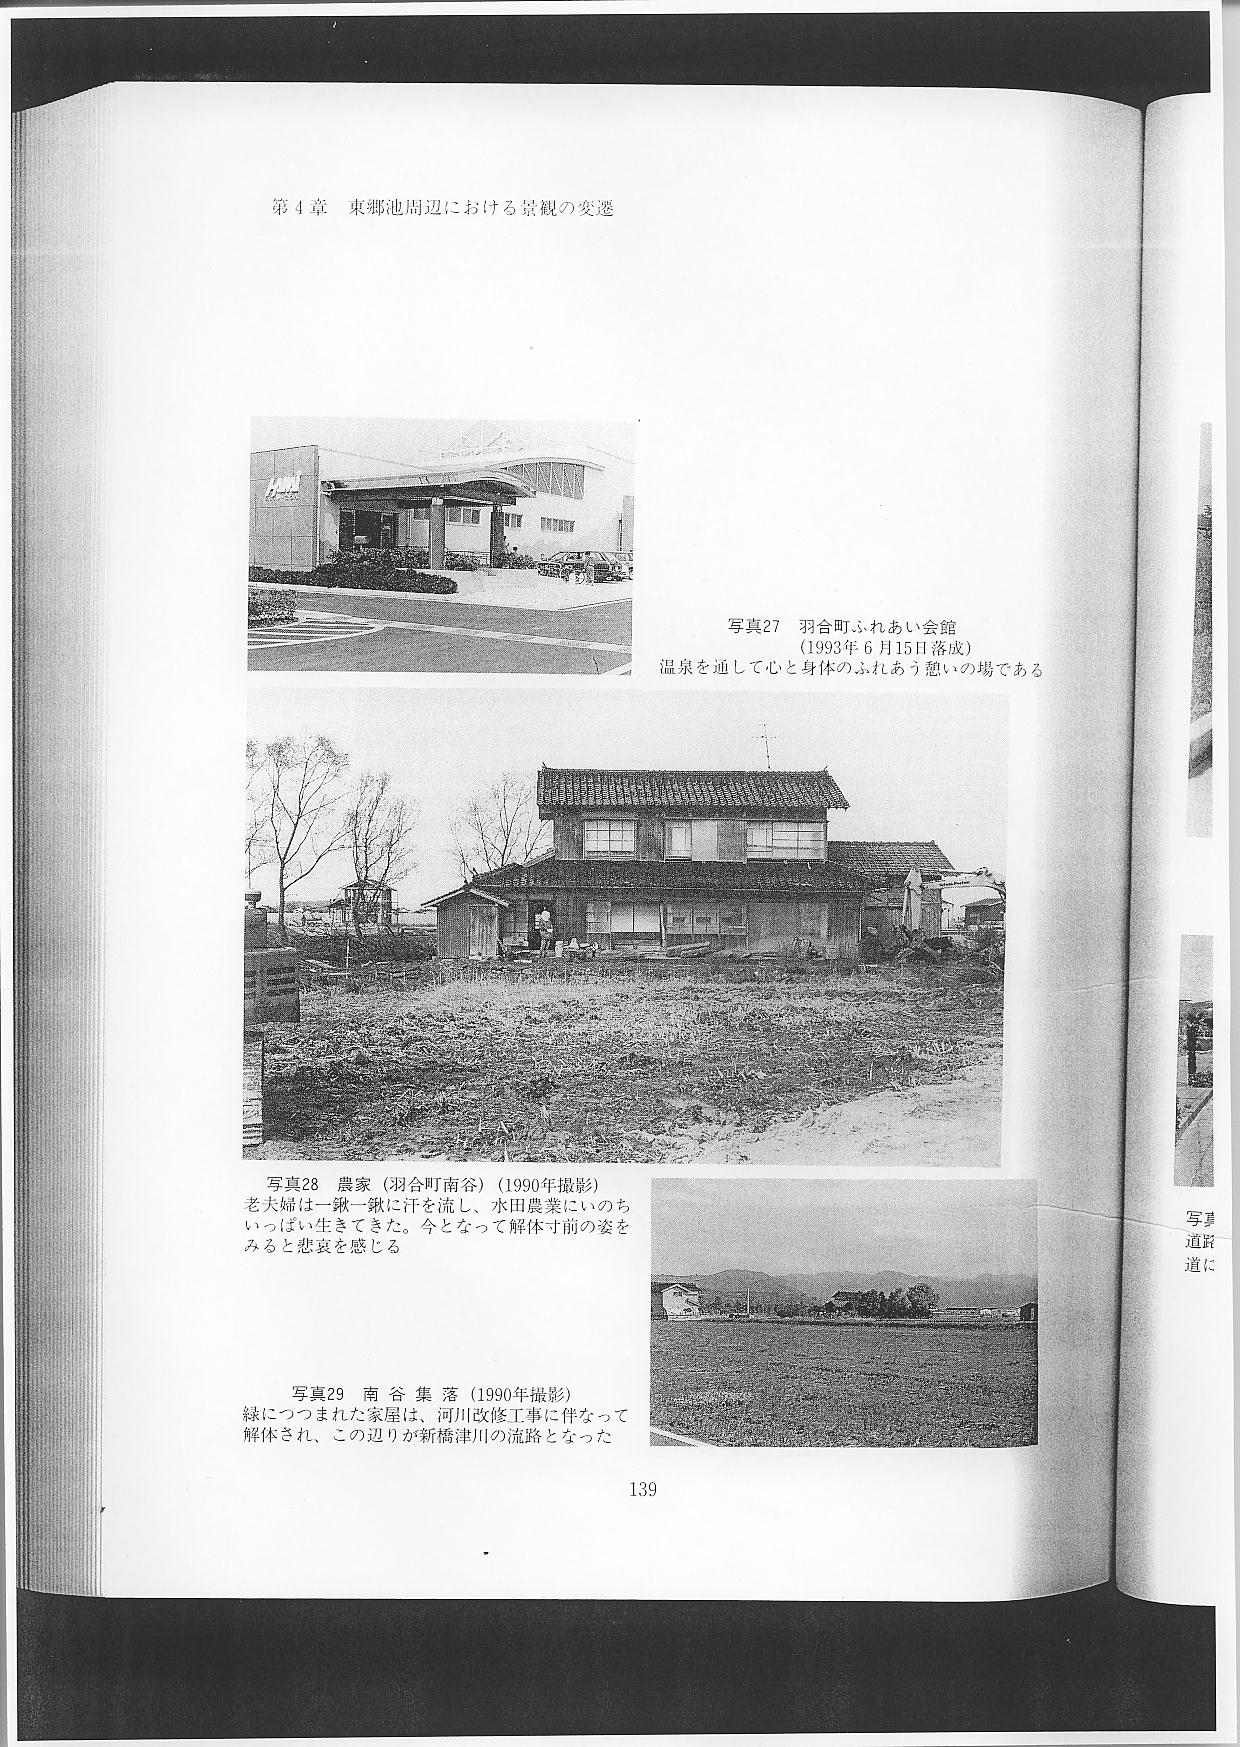 第4章 東郷池周辺における景観の変遷
写真27 羽合町ふれあい会館
(1993年6月15日落成)
温泉を通して心と身体のふれあう憩いの場である
写真28 農家(羽合町南谷)(1990年撮影)
老夫婦は一鍬一鍬に汗を流し、水田農業にいのち
いっぱい生きてきた。今となって解体寸前の姿を
みると悲哀を感じる
写真29 南谷集落(1990年撮影)
緑につつまれた家屋は、河川改修工事に伴なって
解体され、この辺りが新橋津川の流路となった
139
写真
道路
道に